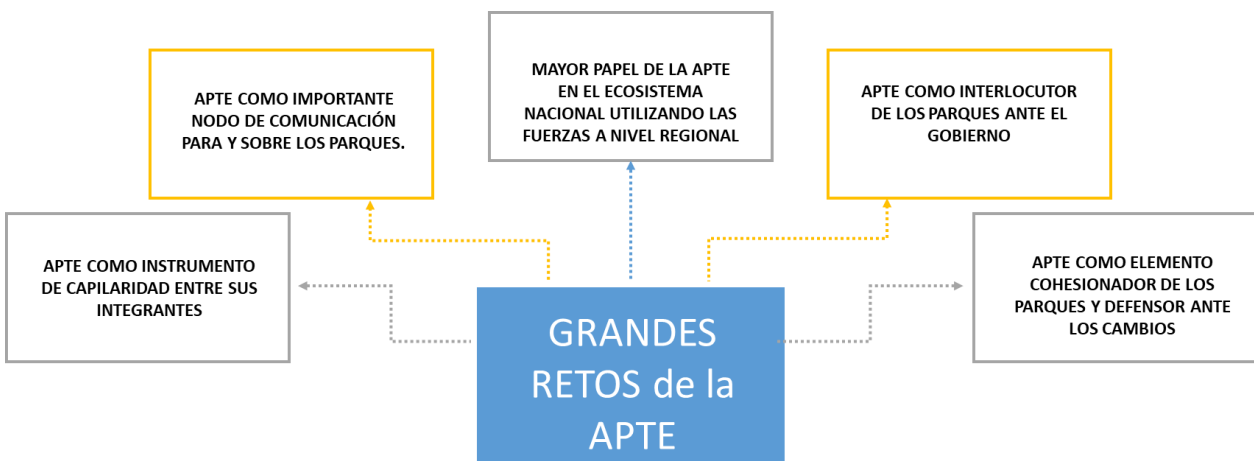 MAYOR PAPEL DE LA APTE
EN EL ECOSISTEMA
NACIONAL UTILIZANDO LAS
FUERZAS A NIVEL REGIONAL
APTE COMO IMPORTANTE
NODO DE COMUNICACIÓN
PARA Y SOBRE LOS PARQUES.
APTE COMO INTERLOCUTOR
DE LOS PARQUES ANTE EL
GOBIERNO
APTE COMO INSTRUMENTO
DE CAPILARIDAD ENTRE SUS
INTEGRANTES
APTE COMO ELEMENTO
COHESIONADOR DE LOS
PARQUES Y DEFENSOR ANTE
LOS CAMBIOS
GRANDES
RETOS de la
APTE